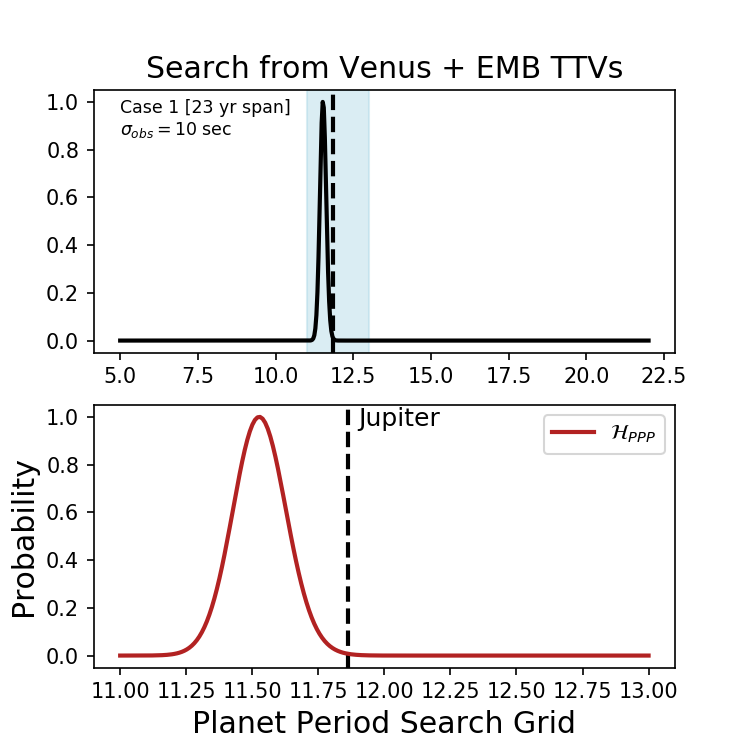 Search from Venus + EMB TTVs
Case 1 [23 yr span]
σ_obs = 10 sec
1.0
0.8
0.6
0.4
0.2
0.0
5.0 7.5 10.0 12.5 15.0 17.5 20.0 22.5
Jupiter
ℋ_PPP
Probability
1.0
0.8
0.6
0.4
0.2
0.0
11.00 11.25 11.50 11.75 12.00 12.25 12.50 12.75 13.00
Planet Period Search Grid